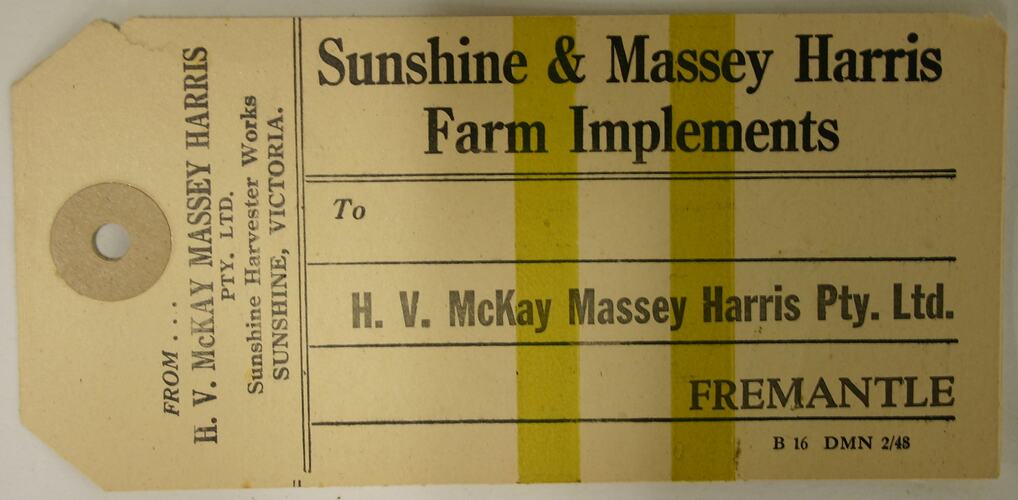 FROM....
H. V. McKAY MASSEY HARRIS
PTY. LTD.
Sunshine Harvester Works
SUNSHINE, VICTORIA.
Sunshine & Massey Harris
Farm Implements
To
H. V. McKay Massey Harris Pty. Ltd.
FREMANTLE
B 16 DMN 2/48